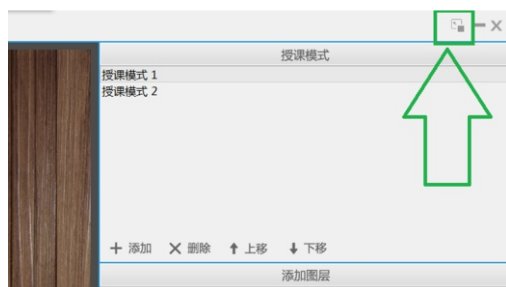 授课模式
授课模式 1
授课模式 2
添加 删除 上移 下移
添加图层